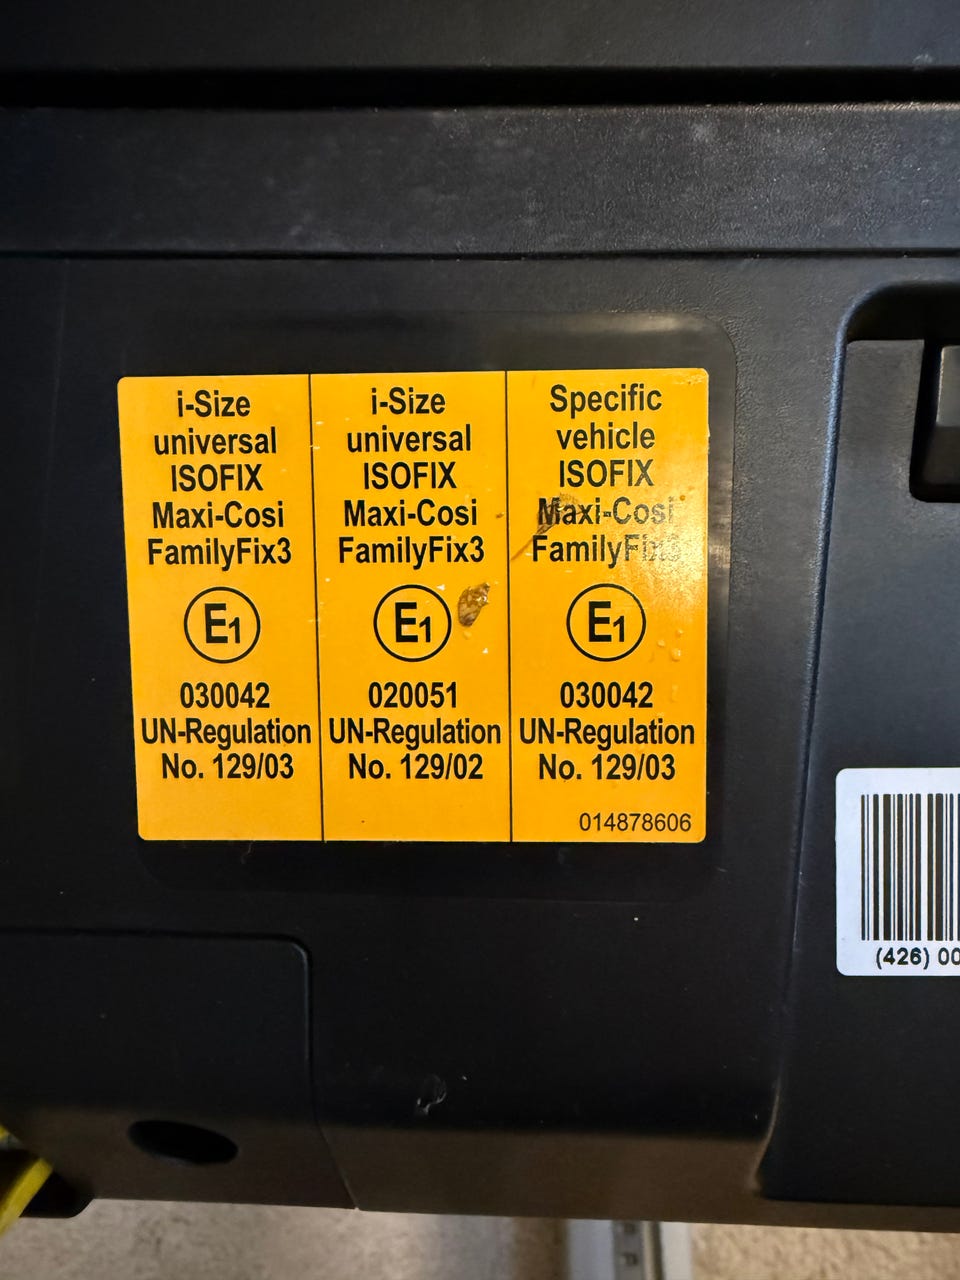 i-Size
universal
ISOFIX
Maxi-Cosi
FamilyFix3
E1
030042
UN-Regulation
No. 129/03
i-Size
universal
ISOFIX
Maxi-Cosi
FamilyFix3
E1
020051
UN-Regulation
No. 129/02
Specific
vehicle
ISOFIX
Maxi-Cosi
FamilyFix3
E1
030042
UN-Regulation
No. 129/03
014878606
(426) 00